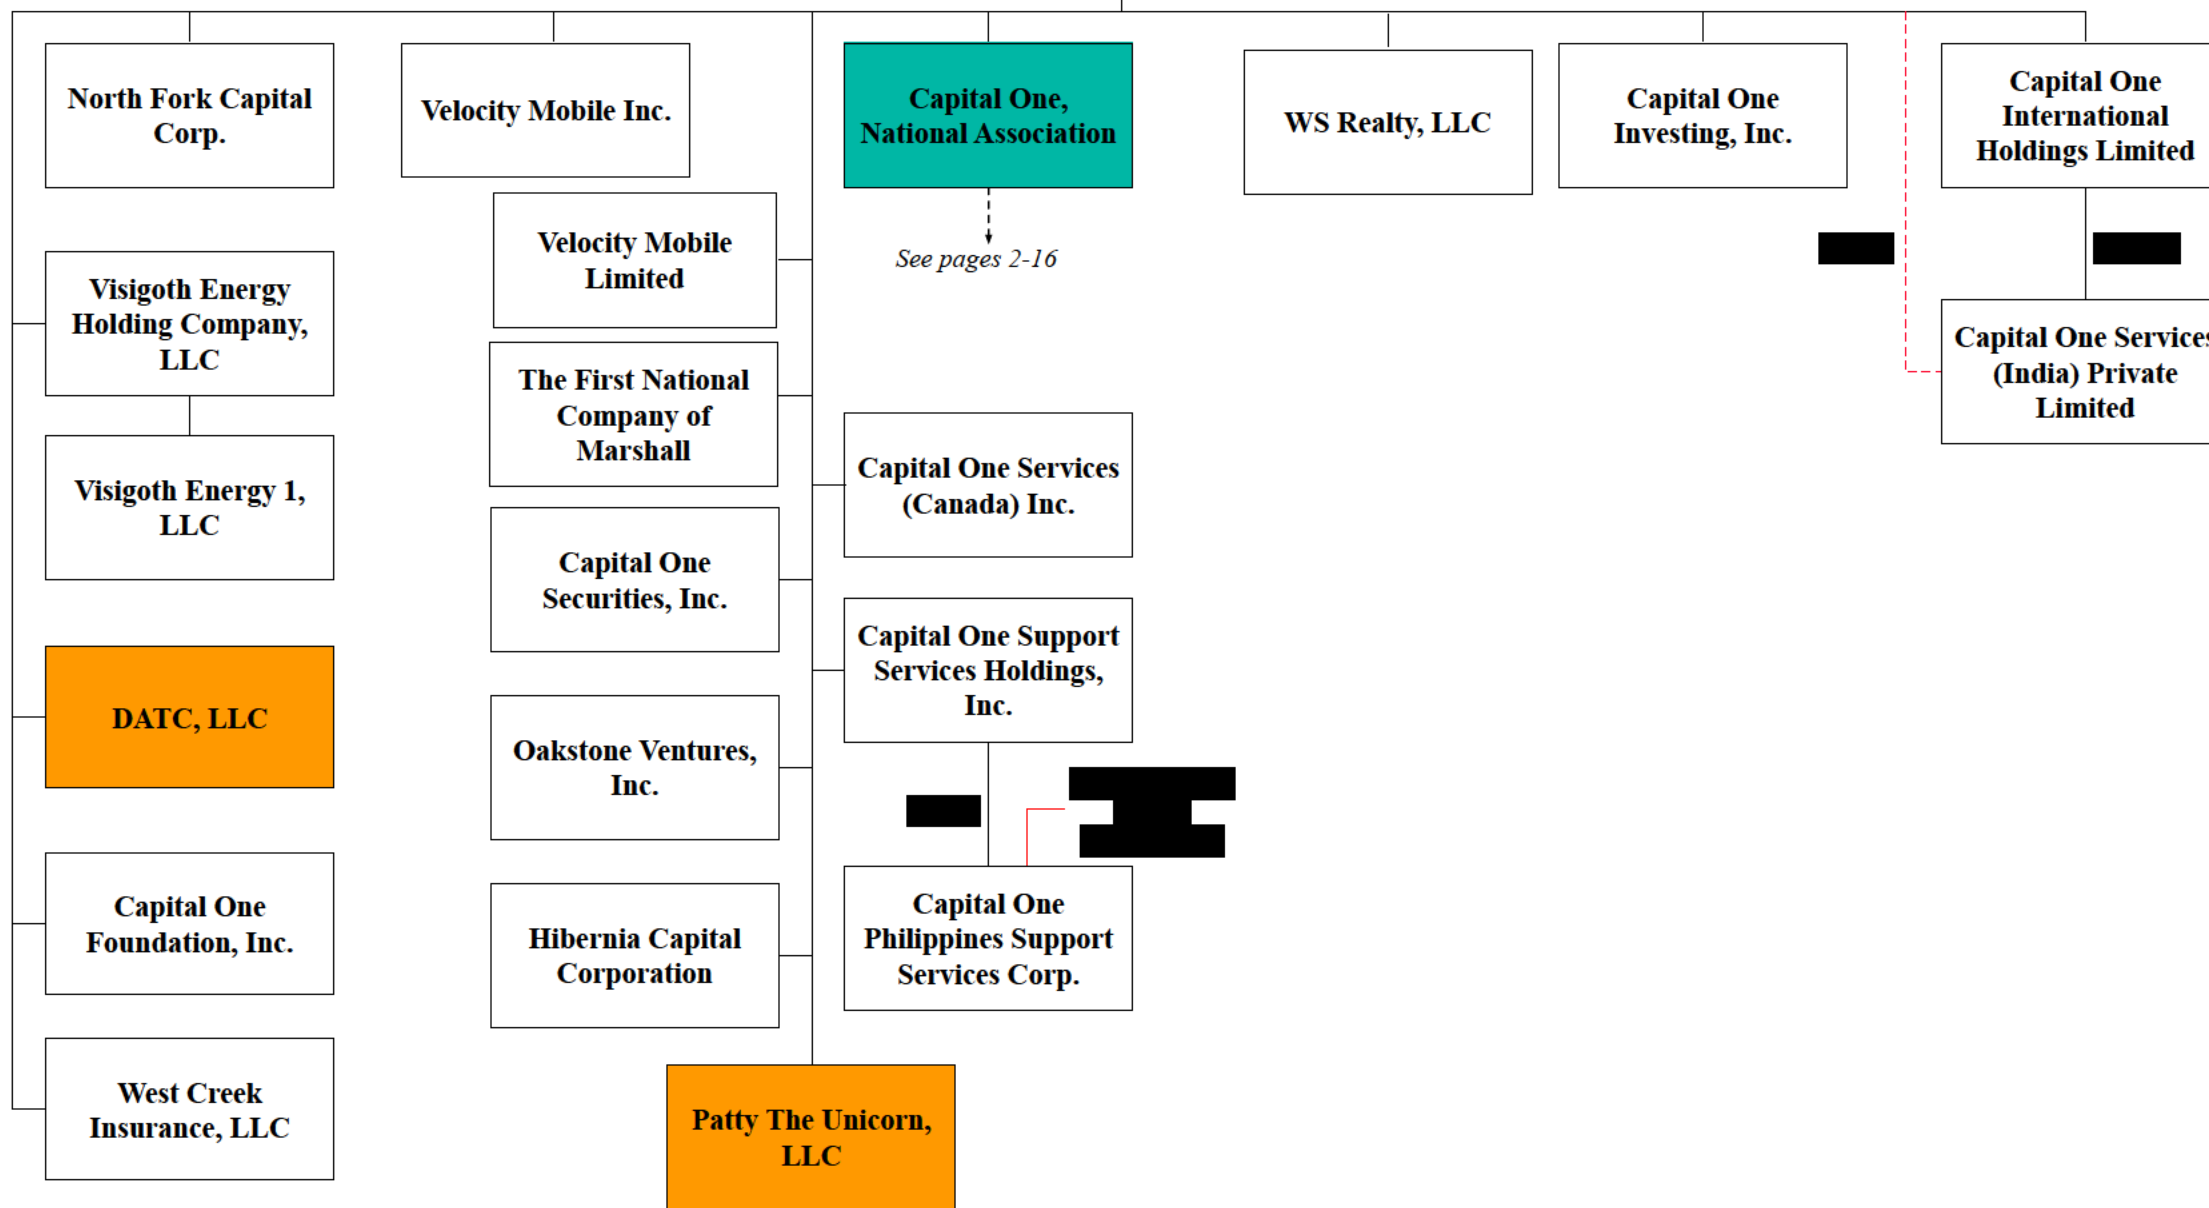 North Fork Capital
Corp.
Velocity Mobile Inc.
Capital One,
National Association
WS Realty, LLC
Capital One
Investing, Inc.
Capital One
International
Holdings Limited
Velocity Mobile
Limited
See pages 2-16
Visigoth Energy
Holding Company,
LLC
Capital One Services
(India) Private
Limited
The First National
Company of
Marshall
Visigoth Energy 1,
LLC
Capital One Services
(Canada) Inc.
Capital One
Securities, Inc.
Capital One Support
Services Holdings,
Inc.
DATC, LLC
Oakstone Ventures,
Inc.
Capital One
Foundation, Inc.
Hibernia Capital
Corporation
Capital One
Philippines Support
Services Corp.
West Creek
Insurance, LLC
Patty The Unicorn,
LLC